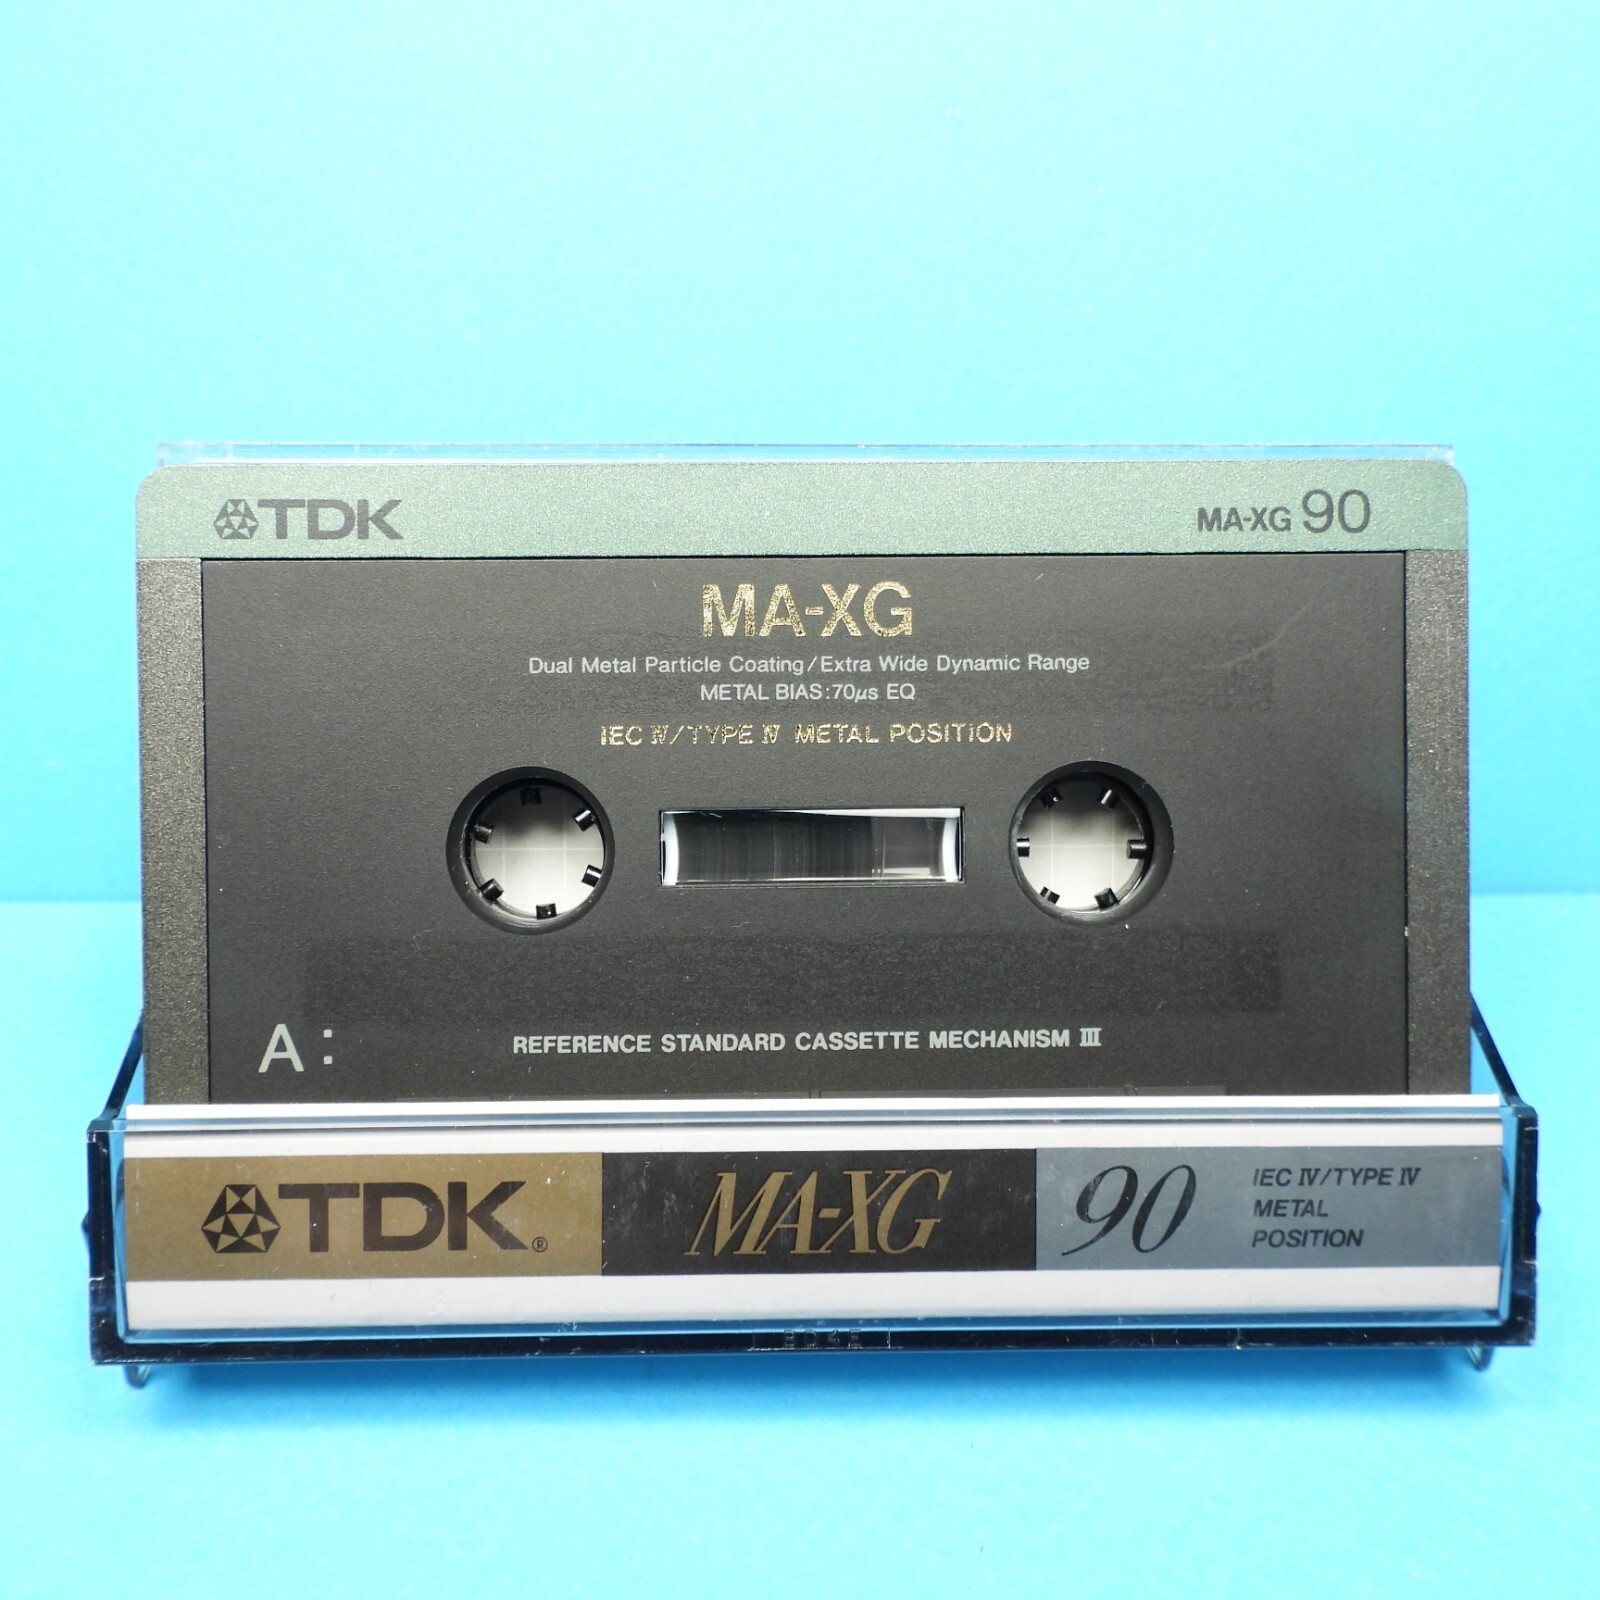 TDK MA-XG 90
MA-XG
Dual Metal Particle Coating/Extra Wide Dynamic Range
METAL BIAS:70µs EQ
IEC IV/TYPE IV METAL POSITION
A:
REFERENCE STANDARD CASSETTE MECHANISM III
TDK® MA-XG 90
IEC IV/TYPE IV
METAL
POSITION